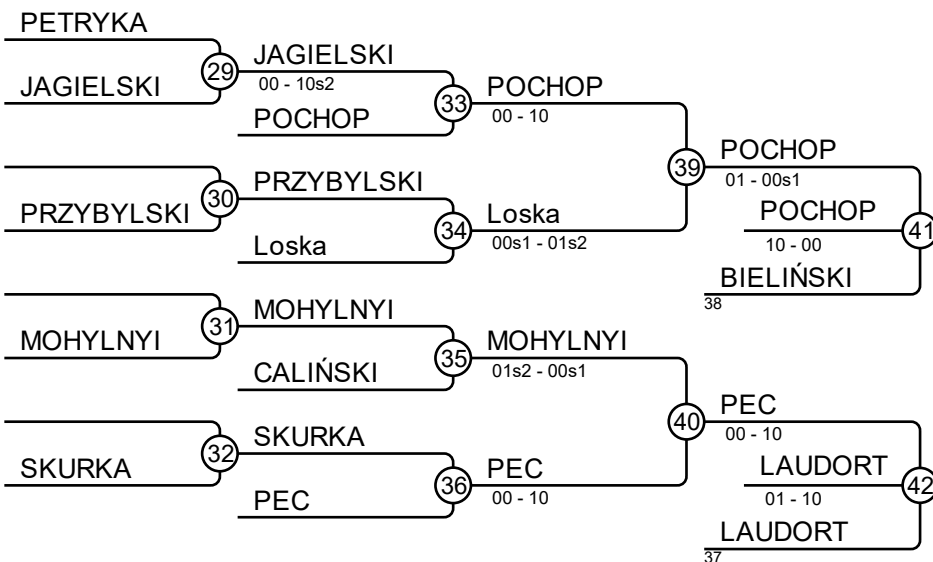 PETRYKA
29
JAGIELSKI
JAGIELSKI
00 - 10s2
33
POCHOP
POCHOP
00 - 10
30
PRZYBYLSKI
PRZYBYLSKI
34
Loska
Loska
00s1 - 01s2
39
POCHOP
01 - 00s1
POCHOP
10 - 00
41
BIELIŃSKI
38
31
MOHYLNYI
MOHYLNYI
35
CALIŃSKI
MOHYLNYI
01s2 - 00s1
32
SKURKA
SKURKA
36
PEC
PEC
00 - 10
40
PEC
00 - 10
LAUDORT
01 - 10
42
LAUDORT
37